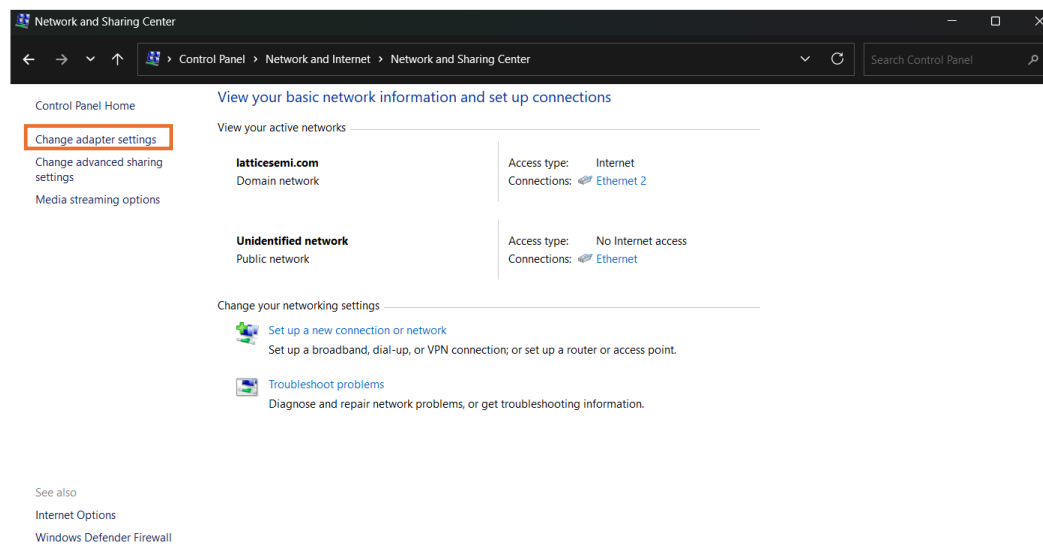 Network and Sharing Center
Control Panel > Network and Internet > Network and Sharing Center
Search Control Panel
Control Panel Home
Change adapter settings
Change advanced sharing
settings
Media streaming options
View your basic network information and set up connections
View your active networks
latticesemi.com
Domain network
Access type: Internet
Connections: Ethernet 2
Unidentified network
Public network
Access type: No Internet access
Connections: Ethernet
Change your networking settings
Set up a new connection or network
Set up a broadband, dial-up, or VPN connection; or set up a router or access point.
Troubleshoot problems
Diagnose and repair network problems, or get troubleshooting information.
See also
Internet Options
Windows Defender Firewall